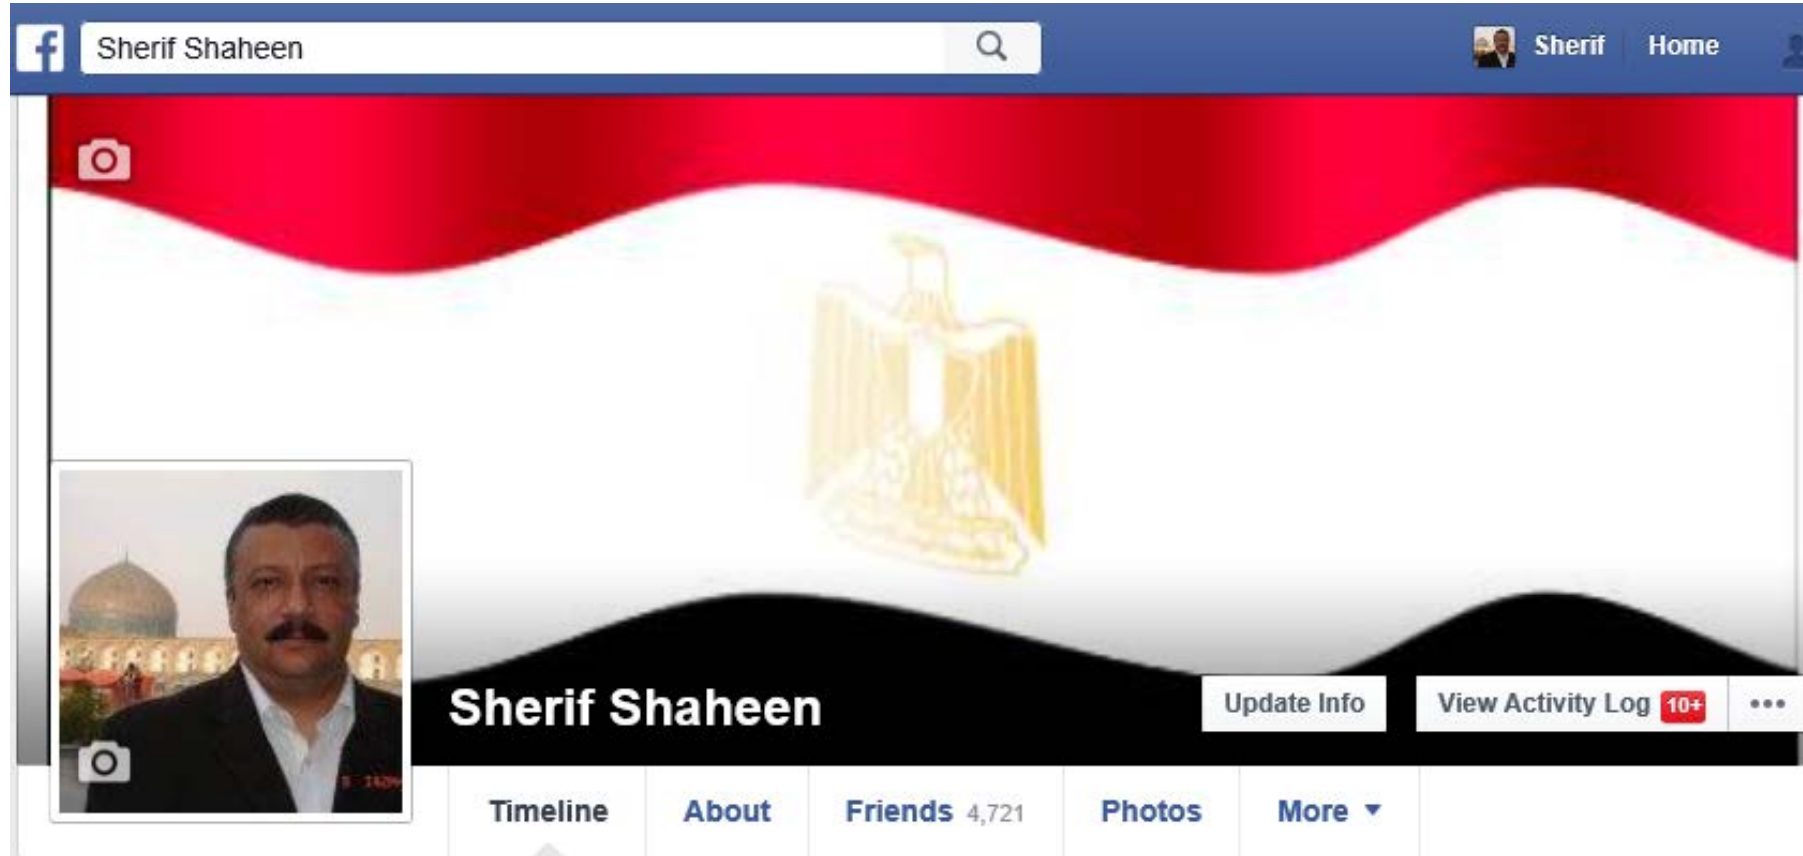 f Sherif Shaheen Sherif Home
Sherif Shaheen
Update Info View Activity Log 10+ •••
Timeline About Friends 4,721 Photos More